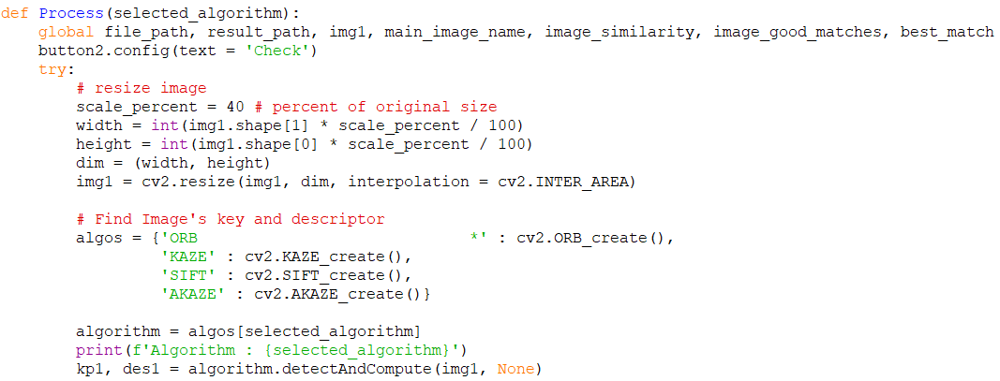 def Process(selected_algorithm):
    global file_path, result_path, img1, main_image_name, image_similarity, image_good_matches, best_match
    button2.config(text = 'Check')
    try:
        # resize image
        scale_percent = 40 # percent of original size
        width = int(img1.shape[1] * scale_percent / 100)
        height = int(img1.shape[0] * scale_percent / 100)
        dim = (width, height)
        img1 = cv2.resize(img1, dim, interpolation = cv2.INTER_AREA)

        # Find Image's key and descriptor
        algos = {'ORB                             *' : cv2.ORB_create(),
                 'KAZE' : cv2.KAZE_create(),
                 'SIFT' : cv2.SIFT_create(),
                 'AKAZE' : cv2.AKAZE_create()}

        algorithm = algos[selected_algorithm]
        print(f'Algorithm : {selected_algorithm}')
        kp1, des1 = algorithm.detectAndCompute(img1, None)